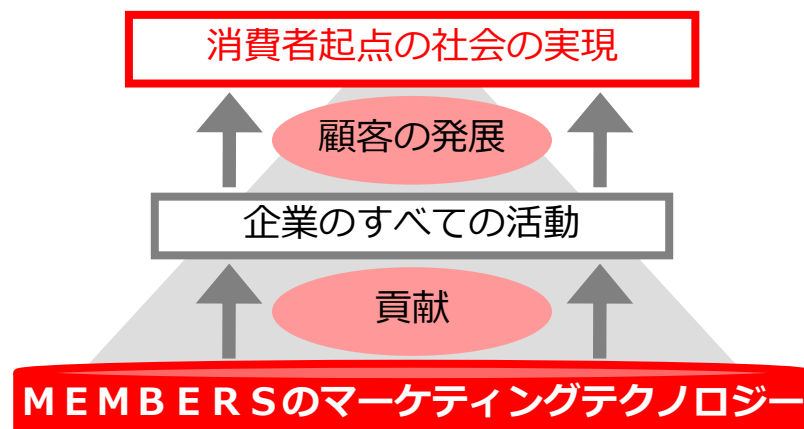 消費者起点の社会の実現
顧客の発展
企業のすべての活動
貢献
ＭＥＭＢＥＲＳのマーケティングテクノロジー